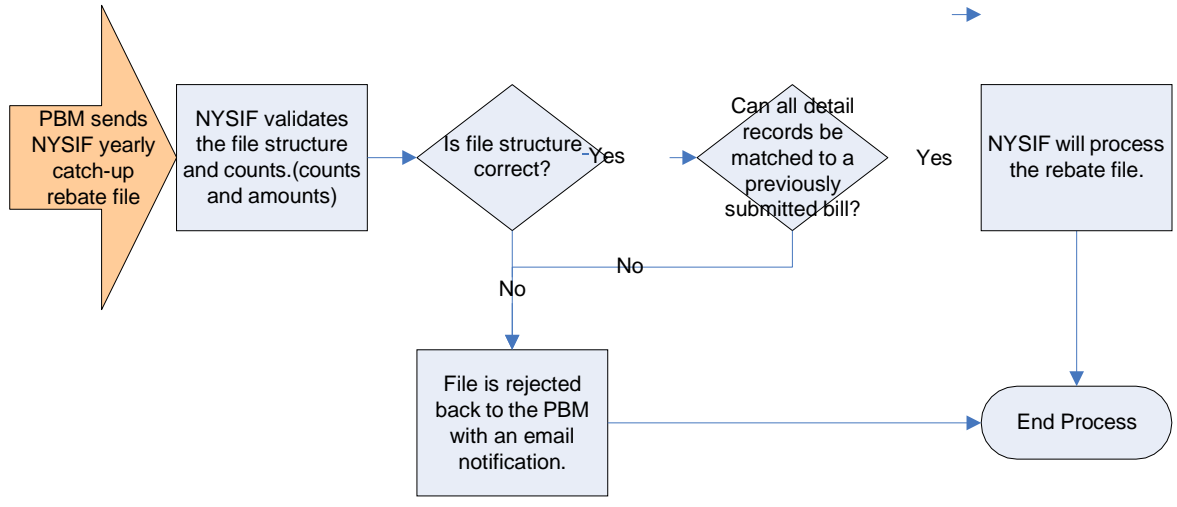 PBM sends
NYSIF yearly
catch-up
rebate file
NYSIF validates
the file structure
and counts.(counts
and amounts)
Is file structure
correct?
Yes
Can all detail
records be
matched to a
previously
submitted bill?
Yes
NYSIF will process
the rebate file.
No
No
File is rejected
back to the PBM
with an email
notification.
End Process